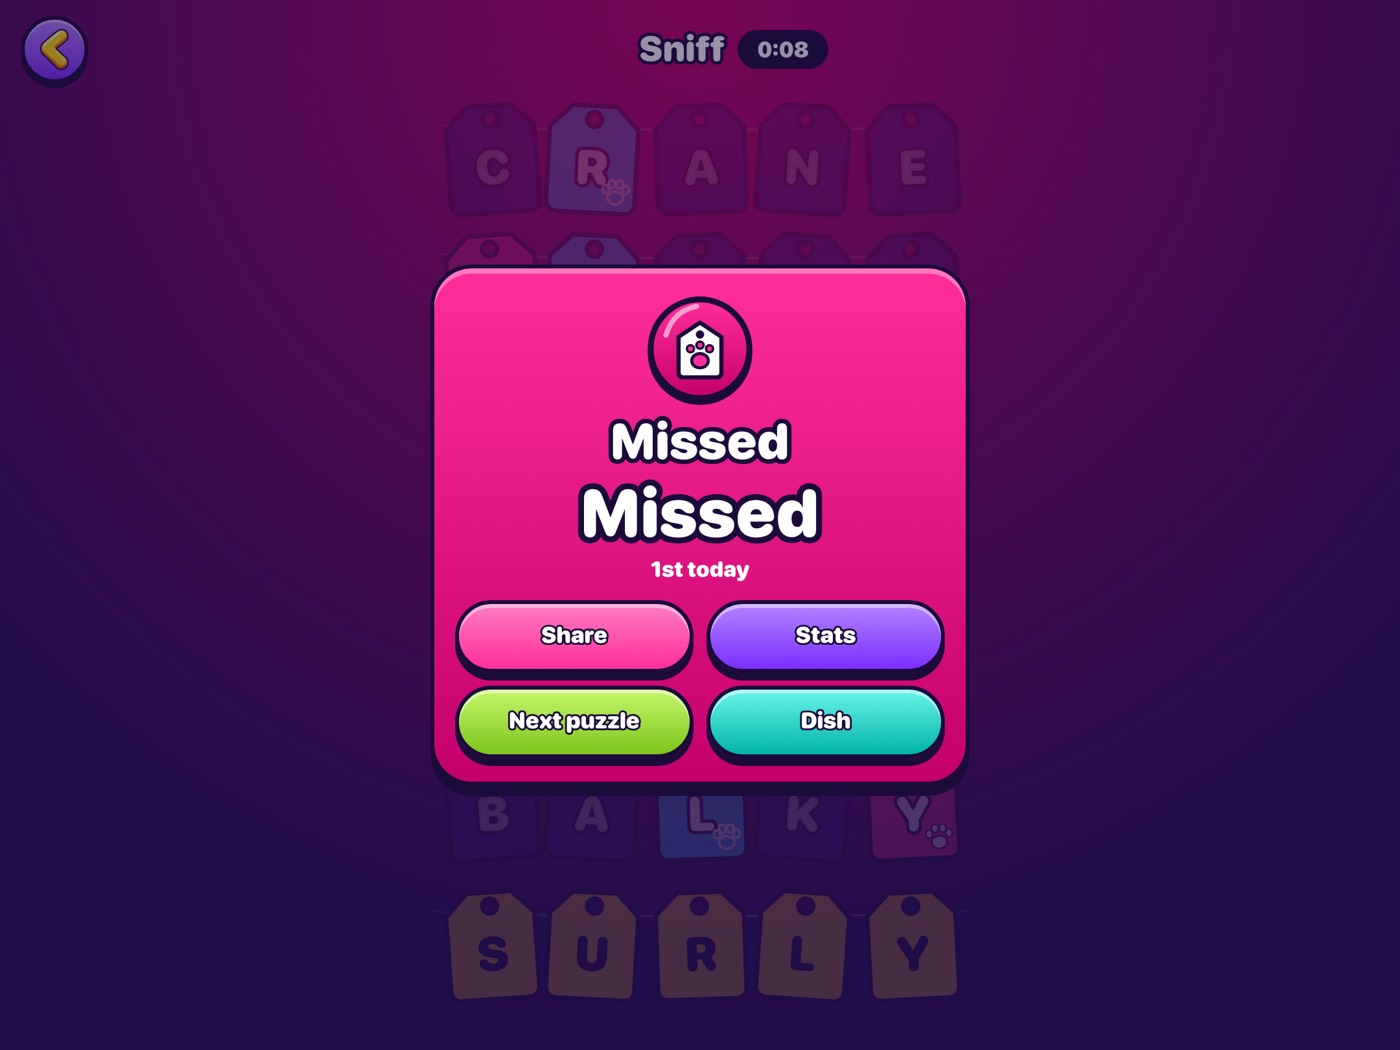 Sniff 0:08
C R A N E
Missed
Missed
1st today
Share Stats
Next puzzle Dish
B A L K Y
S U R L Y